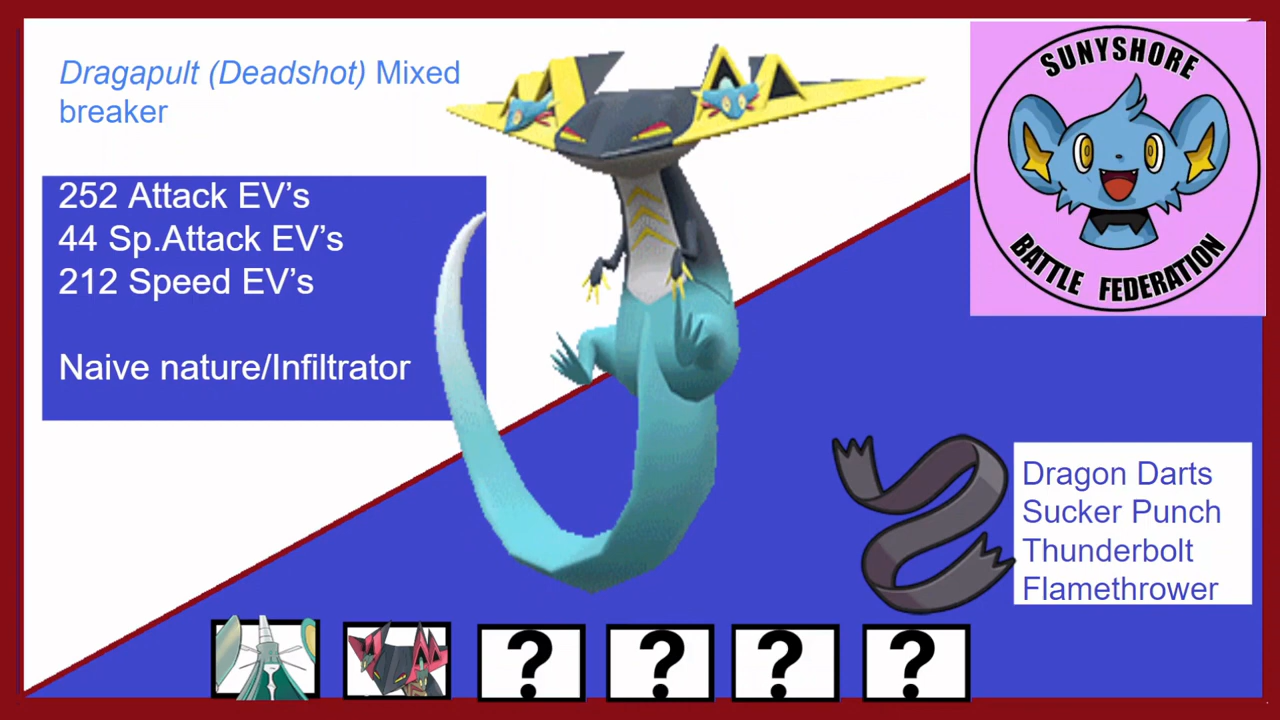 Dragapult (Deadshot) Mixed
breaker
252 Attack EV’s
44 Sp.Attack EV’s
212 Speed EV’s
Naive nature/Infiltrator
SUNYSHORE
BATTLE FEDERATION
Dragon Darts
Sucker Punch
Thunderbolt
Flamethrower
? ? ? ?